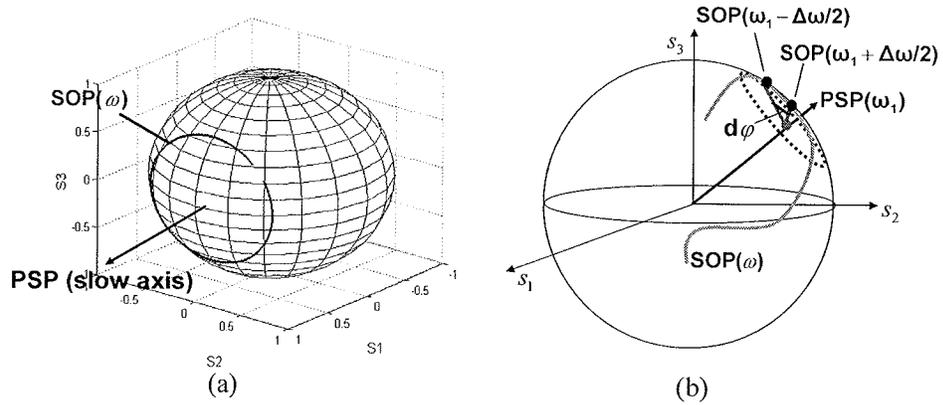 SOP(ω)
PSP (slow axis)
1
0.5
0
-0.5
S3
-0.5
0
0.5
1
S2
1
0.5
0
-0.5
-1
S1
(a)
SOP(ω₁ − Δω/2)
SOP(ω₁ + Δω/2)
PSP(ω₁)
s₃
dφ
s₂
SOP(ω)
s₁
(b)